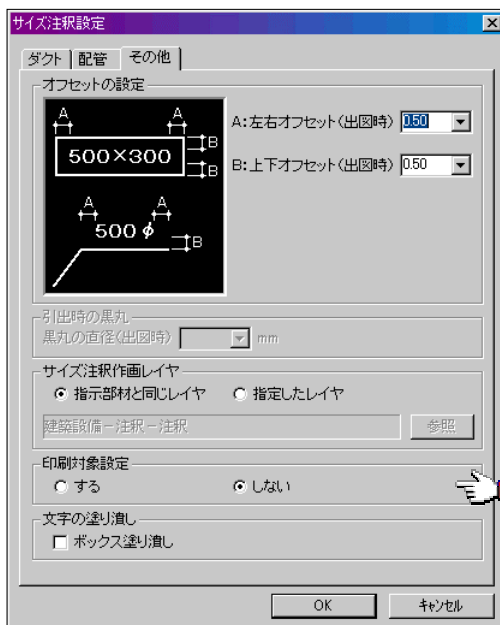 サイズ注釈設定
ダクト 配管 その他
オフセットの設定
A A
500×300 B
B
A:左右オフセット(出図時) 0.50
B:上下オフセット(出図時) 0.50
A A
500φ B
引出時の黒丸
黒丸の直径(出図時) mm
サイズ注釈作画レイヤ
指示部材と同じレイヤ 指定したレイヤ
建築設備-注釈-注釈 参照
印刷対象設定
する しない
文字の塗り潰し
ボックス塗り潰し
OK キャンセル